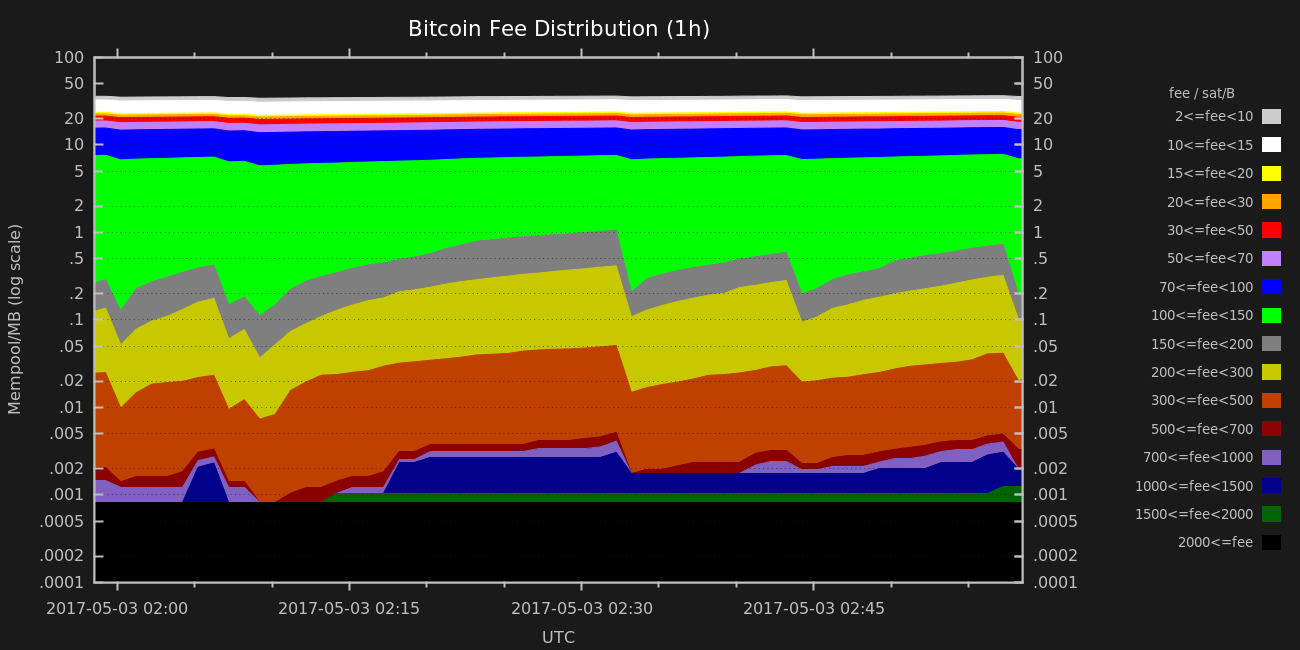 Bitcoin Fee Distribution (1h)
Mempool/MB (log scale)
100
50
20
10
5
2
1
.5
.2
.1
.05
.02
.01
.005
.002
.001
.0005
.0002
.0001
100
50
20
10
5
2
1
.5
.2
.1
.05
.02
.01
.005
.002
.001
.0005
.0002
.0001
2017-05-03 02:00 2017-05-03 02:15 2017-05-03 02:30 2017-05-03 02:45
UTC
fee / sat/B
2<=fee<10
10<=fee<15
15<=fee<20
20<=fee<30
30<=fee<50
50<=fee<70
70<=fee<100
100<=fee<150
150<=fee<200
200<=fee<300
300<=fee<500
500<=fee<700
700<=fee<1000
1000<=fee<1500
1500<=fee<2000
2000<=fee